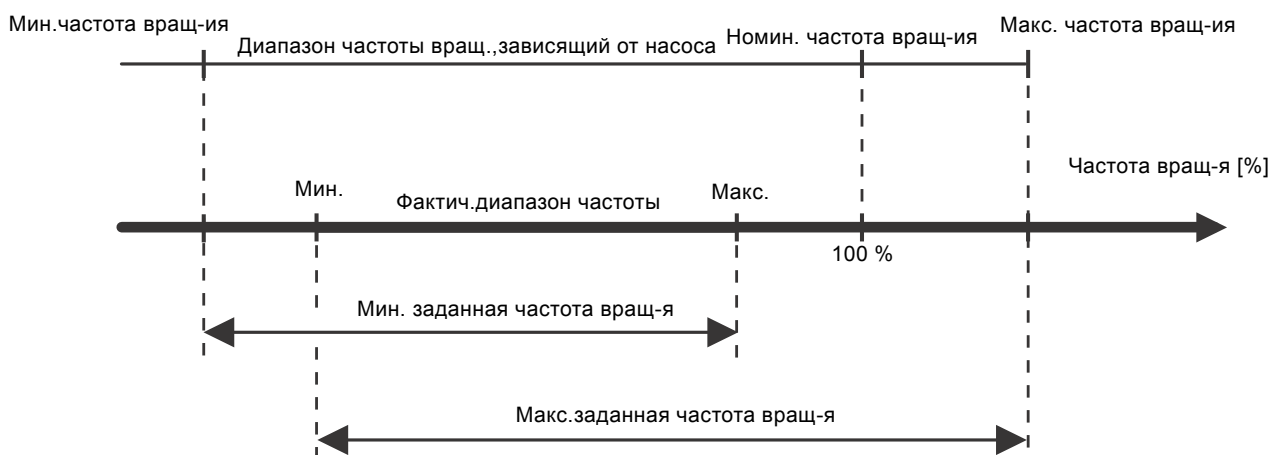 Мин.частота вращ-ия
Диапазон частоты вращ.,зависящий от насоса
Номин. частота вращ-ия
Макс. частота вращ-ия
Частота вращ-я [%]
Мин.
Фактич.диапазон частоты
Макс.
100 %
Мин. заданная частота вращ-я
Макс.заданная частота вращ-я